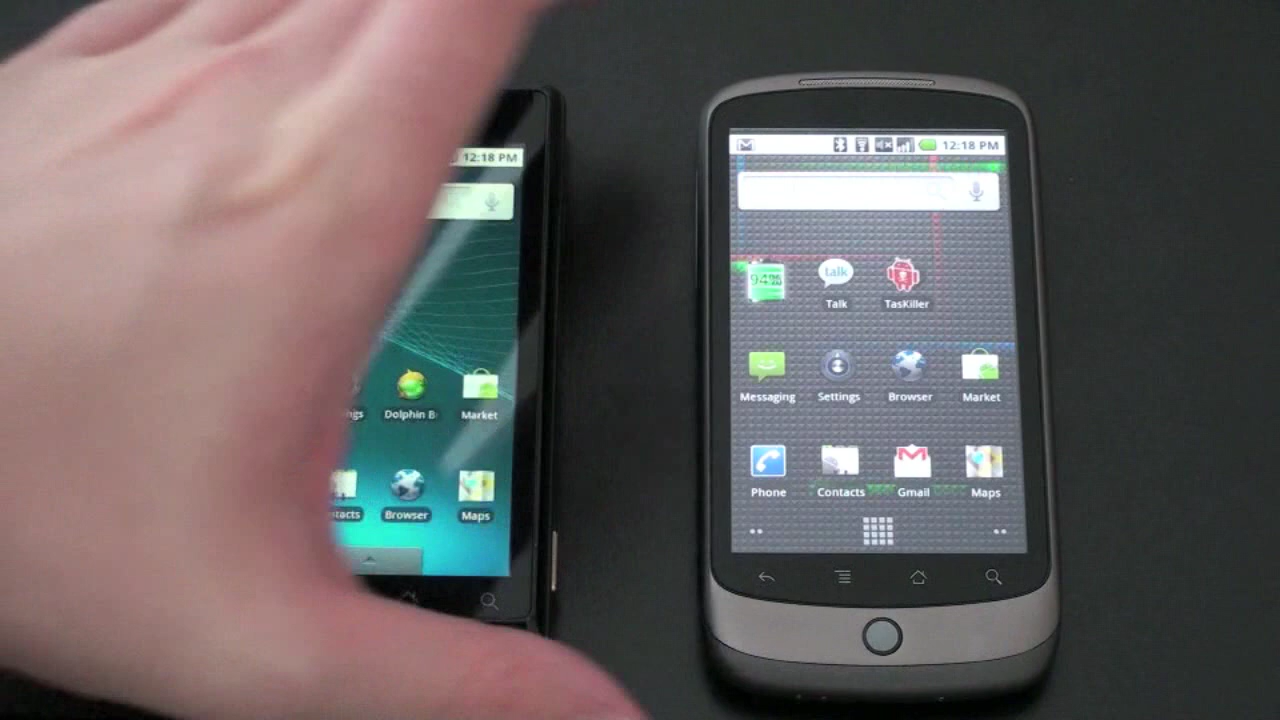 12:18 PM
Dolphin B
Market
Browser
Maps
12:18 PM
94%
talk
Talk
TasKiller
Messaging
Settings
Browser
Market
Phone
Contacts
Gmail
Maps